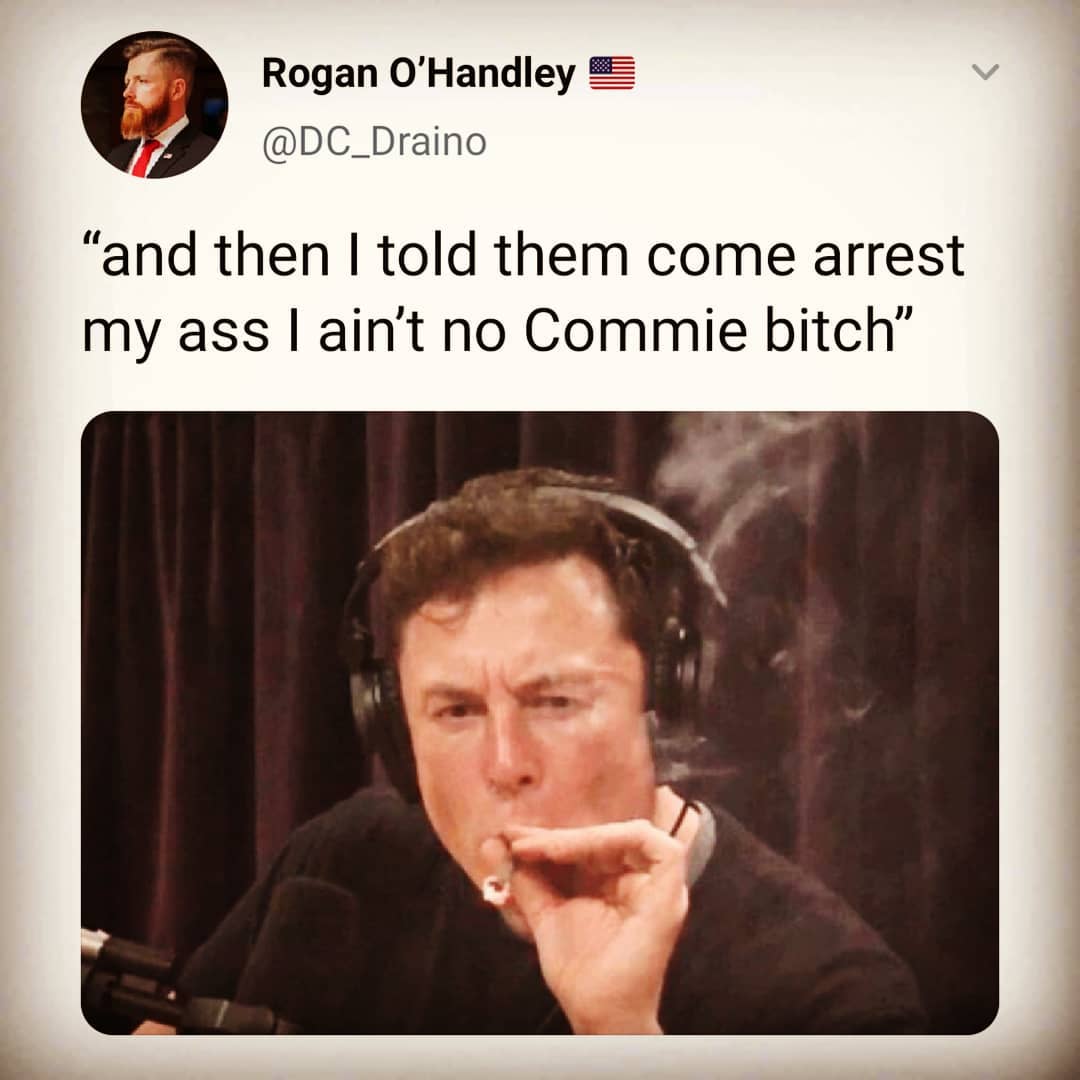 Rogan O’Handley 🇺🇸
@DC_Draino
“and then I told them come arrest
my ass I ain’t no Commie bitch”